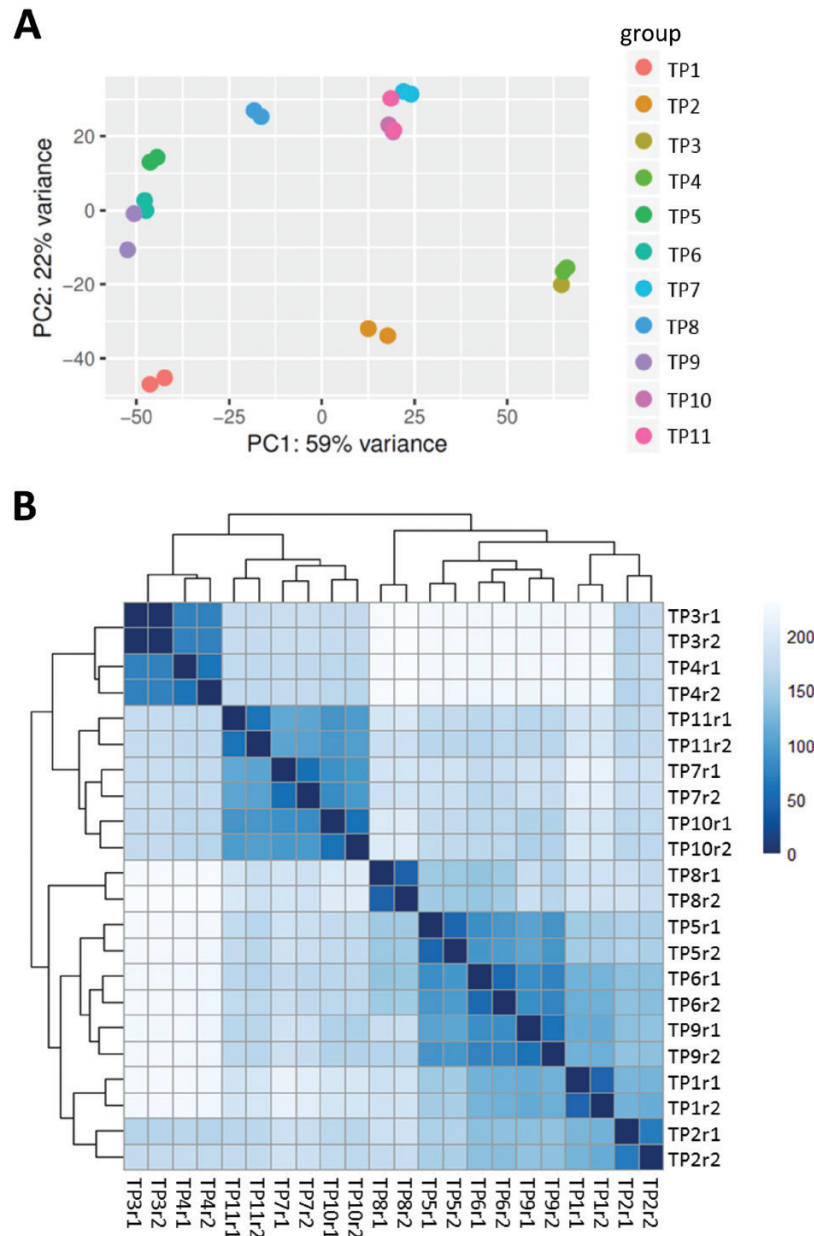 A
group
TP1
TP2
TP3
TP4
TP5
TP6
TP7
TP8
TP9
TP10
TP11
PC2: 22% variance
20
0
−20
−40
−50
−25
0
25
50
PC1: 59% variance
B
TP3r1
TP3r2
TP4r1
TP4r2
TP11r1
TP11r2
TP7r1
TP7r2
TP10r1
TP10r2
TP8r1
TP8r2
TP5r1
TP5r2
TP6r1
TP6r2
TP9r1
TP9r2
TP1r1
TP1r2
TP2r1
TP2r2
200
150
100
50
0
TP3r1
TP3r2
TP4r1
TP4r2
TP11r1
TP11r2
TP7r1
TP7r2
TP10r1
TP10r2
TP8r1
TP8r2
TP5r1
TP5r2
TP6r1
TP6r2
TP9r1
TP9r2
TP1r1
TP1r2
TP2r1
TP2r2